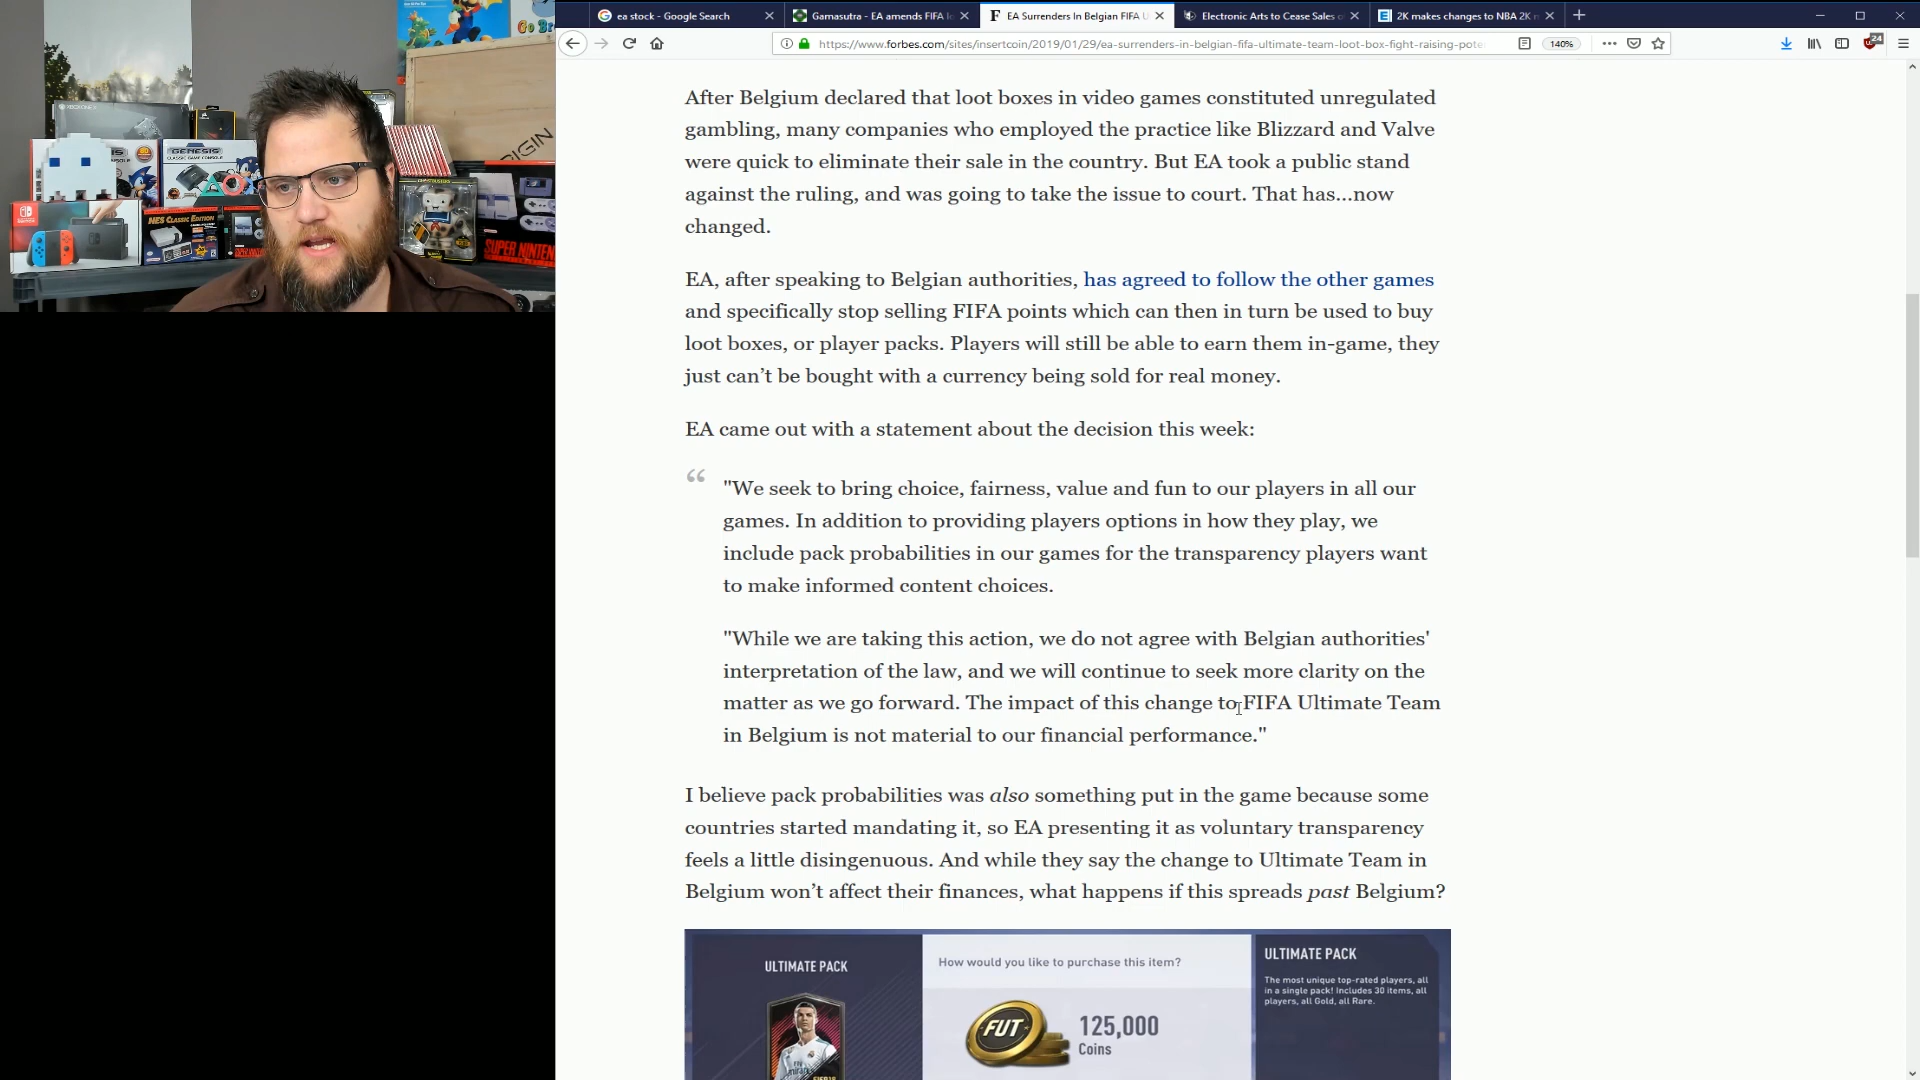 ea stock - Google Search
Gamasutra - EA amends FIFA l
EA Surrenders In Belgian FIFA U
Electronic Arts to Cease Sales o
2K makes changes to NBA 2K
https://www.forbes.com/sites/insertcoin/2019/01/29/ea-surrenders-in-belgian-fifa-ultimate-team-loot-box-fight-raising-pote
140%
24
After Belgium declared that loot boxes in video games constituted unregulated
gambling, many companies who employed the practice like Blizzard and Valve
were quick to eliminate their sale in the country. But EA took a public stand
against the ruling, and was going to take the issue to court. That has...now
changed.
EA, after speaking to Belgian authorities, has agreed to follow the other games
and specifically stop selling FIFA points which can then in turn be used to buy
loot boxes, or player packs. Players will still be able to earn them in-game, they
just can’t be bought with a currency being sold for real money.
EA came out with a statement about the decision this week:
“
"We seek to bring choice, fairness, value and fun to our players in all our
games. In addition to providing players options in how they play, we
include pack probabilities in our games for the transparency players want
to make informed content choices.
"While we are taking this action, we do not agree with Belgian authorities'
interpretation of the law, and we will continue to seek more clarity on the
matter as we go forward. The impact of this change to FIFA Ultimate Team
in Belgium is not material to our financial performance."
I believe pack probabilities was also something put in the game because some
countries started mandating it, so EA presenting it as voluntary transparency
feels a little disingenuous. And while they say the change to Ultimate Team in
Belgium won’t affect their finances, what happens if this spreads past Belgium?
ULTIMATE PACK
How would you like to purchase this item?
FUT
125,000
Coins
ULTIMATE PACK
The most unique top-rated players, all
in a single pack! Includes 30 items, all
players, all Gold, all Rare.
Go Br
XBOX ONE
GENESIS
NES CLASSIC EDITION
ORIGIN
SUPER NINTEN